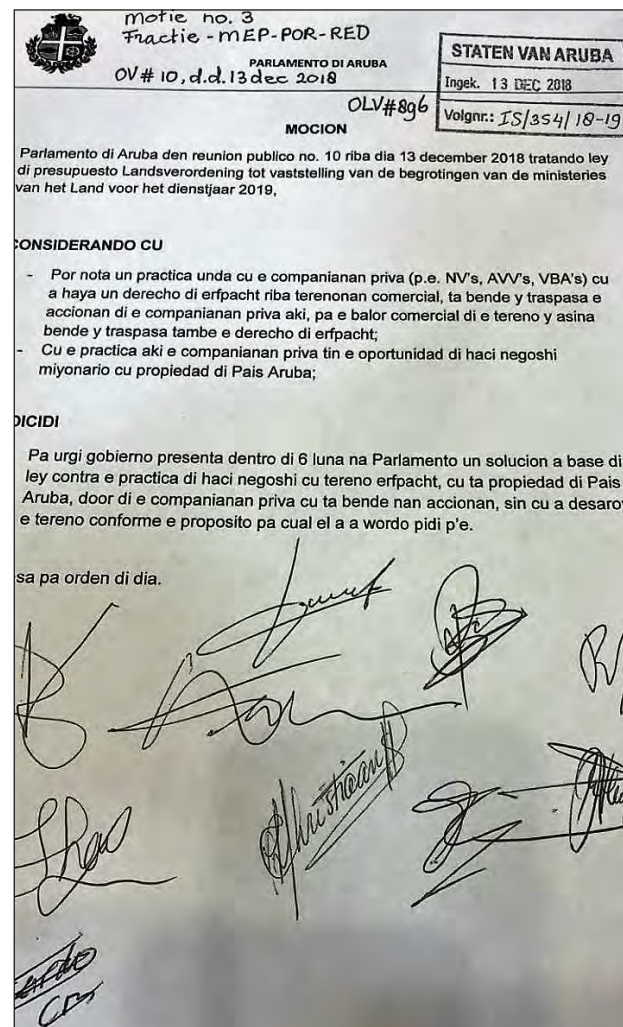 motie no. 3
Fractie - MEP-POR-RED
PARLAMENTO DI ARUBA
OV# 10, d.d. 13 dec 2018
STATEN VAN ARUBA
Ingek. 13 DEC 2018
Volgnr.: IS/354/18-19
OLV#896
MOCION
Parlamento di Aruba den reunion publico no. 10 riba dia 13 december 2018 tratando ley
di presupuesto Landsverordening tot vaststelling van de begrotingen van de ministeries
van het Land voor het dienstjaar 2019,
CONSIDERANDO CU
- Por nota un practica unda cu e companianan priva (p.e. NV's, AVV's, VBA's) cu
a haya un derecho di erfpacht riba terenonan comercial, ta bende y traspasa e
accionan di e companianan priva aki, pa e balor comercial di e tereno y asina
bende y traspasa tambe e derecho di erfpacht;
- Cu e practica aki e companianan priva tin e oportunidad di haci negoshi
miyonario cu propiedad di Pais Aruba;
DICIDI
Pa urgi gobierno presenta dentro di 6 luna na Parlamento un solucion a base di
ley contra e practica di haci negoshi cu tereno erfpacht, cu ta propiedad di Pais
Aruba, door di e companianan priva cu ta bende nan accionan, sin cu a desaro
e tereno conforme e proposito pa cual el a a wordo pidi p'e.
sa pa orden di dia.